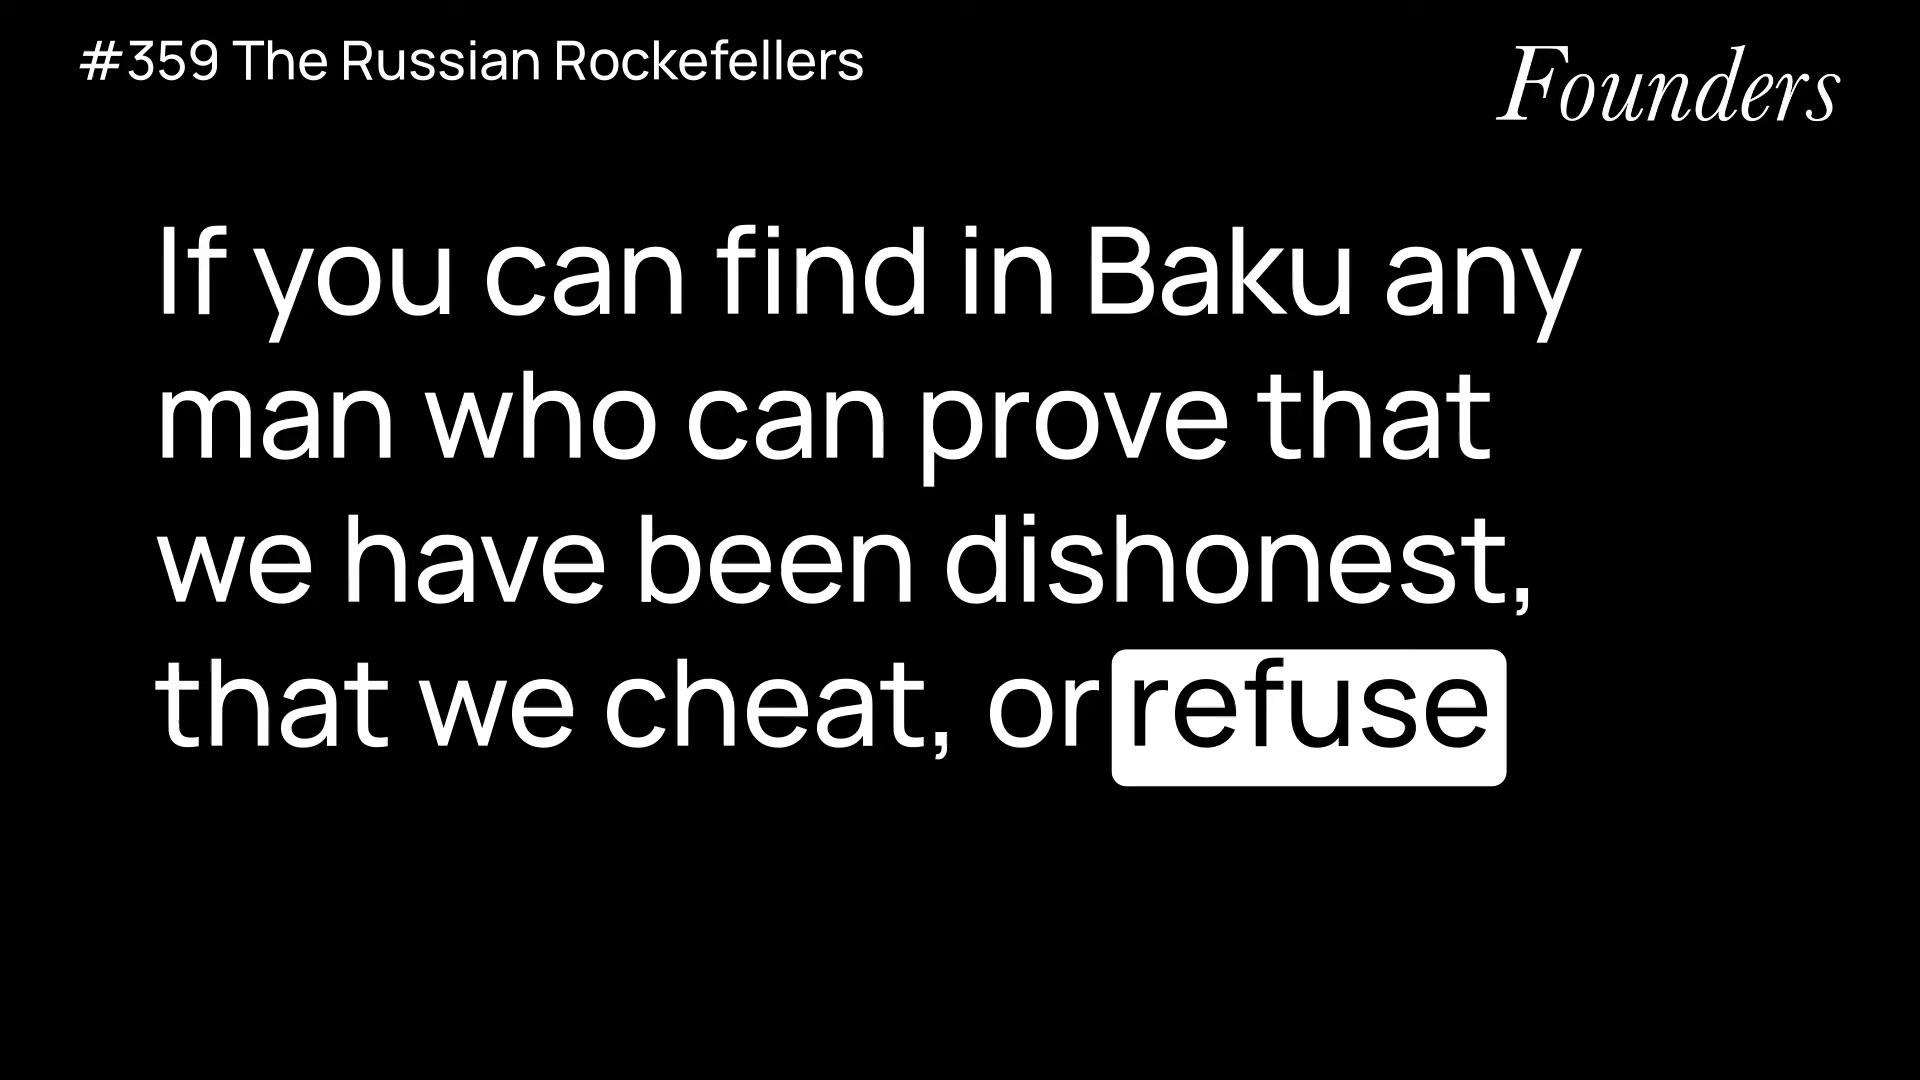 #359 The Russian Rockefellers
Founders
If you can find in Baku any
man who can prove that
we have been dishonest,
that we cheat, or refuse